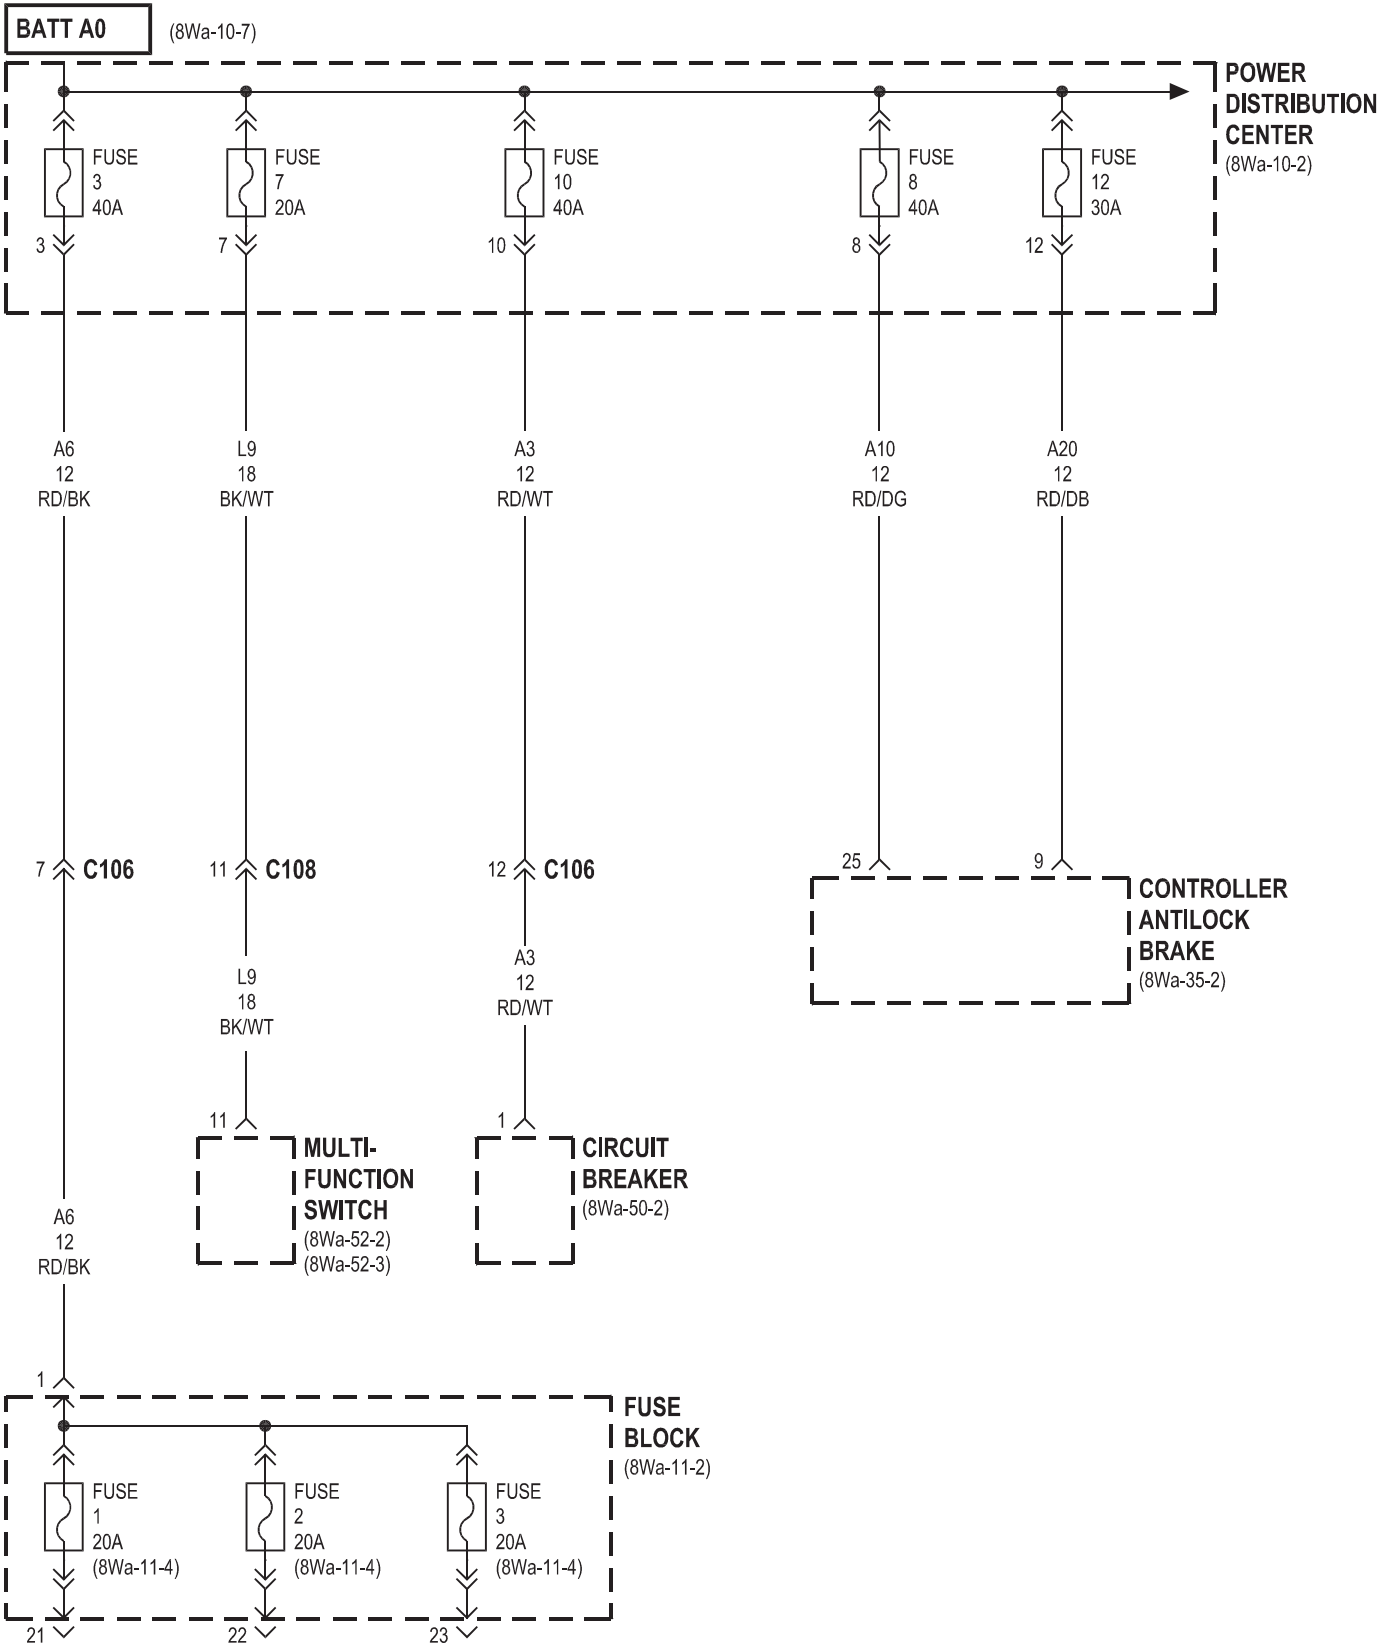 BATT A0
(8Wa-10-7)
POWER
DISTRIBUTION
CENTER
(8Wa-10-2)
FUSE
3
40A
FUSE
7
20A
FUSE
10
40A
FUSE
8
40A
FUSE
12
30A
3
7
10
8
12
A6
12
RD/BK
L9
18
BK/WT
A3
12
RD/WT
A10
12
RD/DG
A20
12
RD/DB
7
C106
11
C108
12
C106
25
9
CONTROLLER
ANTILOCK
BRAKE
(8Wa-35-2)
L9
18
BK/WT
A3
12
RD/WT
11
MULTI-
FUNCTION
SWITCH
(8Wa-52-2)
(8Wa-52-3)
1
CIRCUIT
BREAKER
(8Wa-50-2)
A6
12
RD/BK
1
FUSE
BLOCK
(8Wa-11-2)
FUSE
1
20A
(8Wa-11-4)
FUSE
2
20A
(8Wa-11-4)
FUSE
3
20A
(8Wa-11-4)
21
22
23